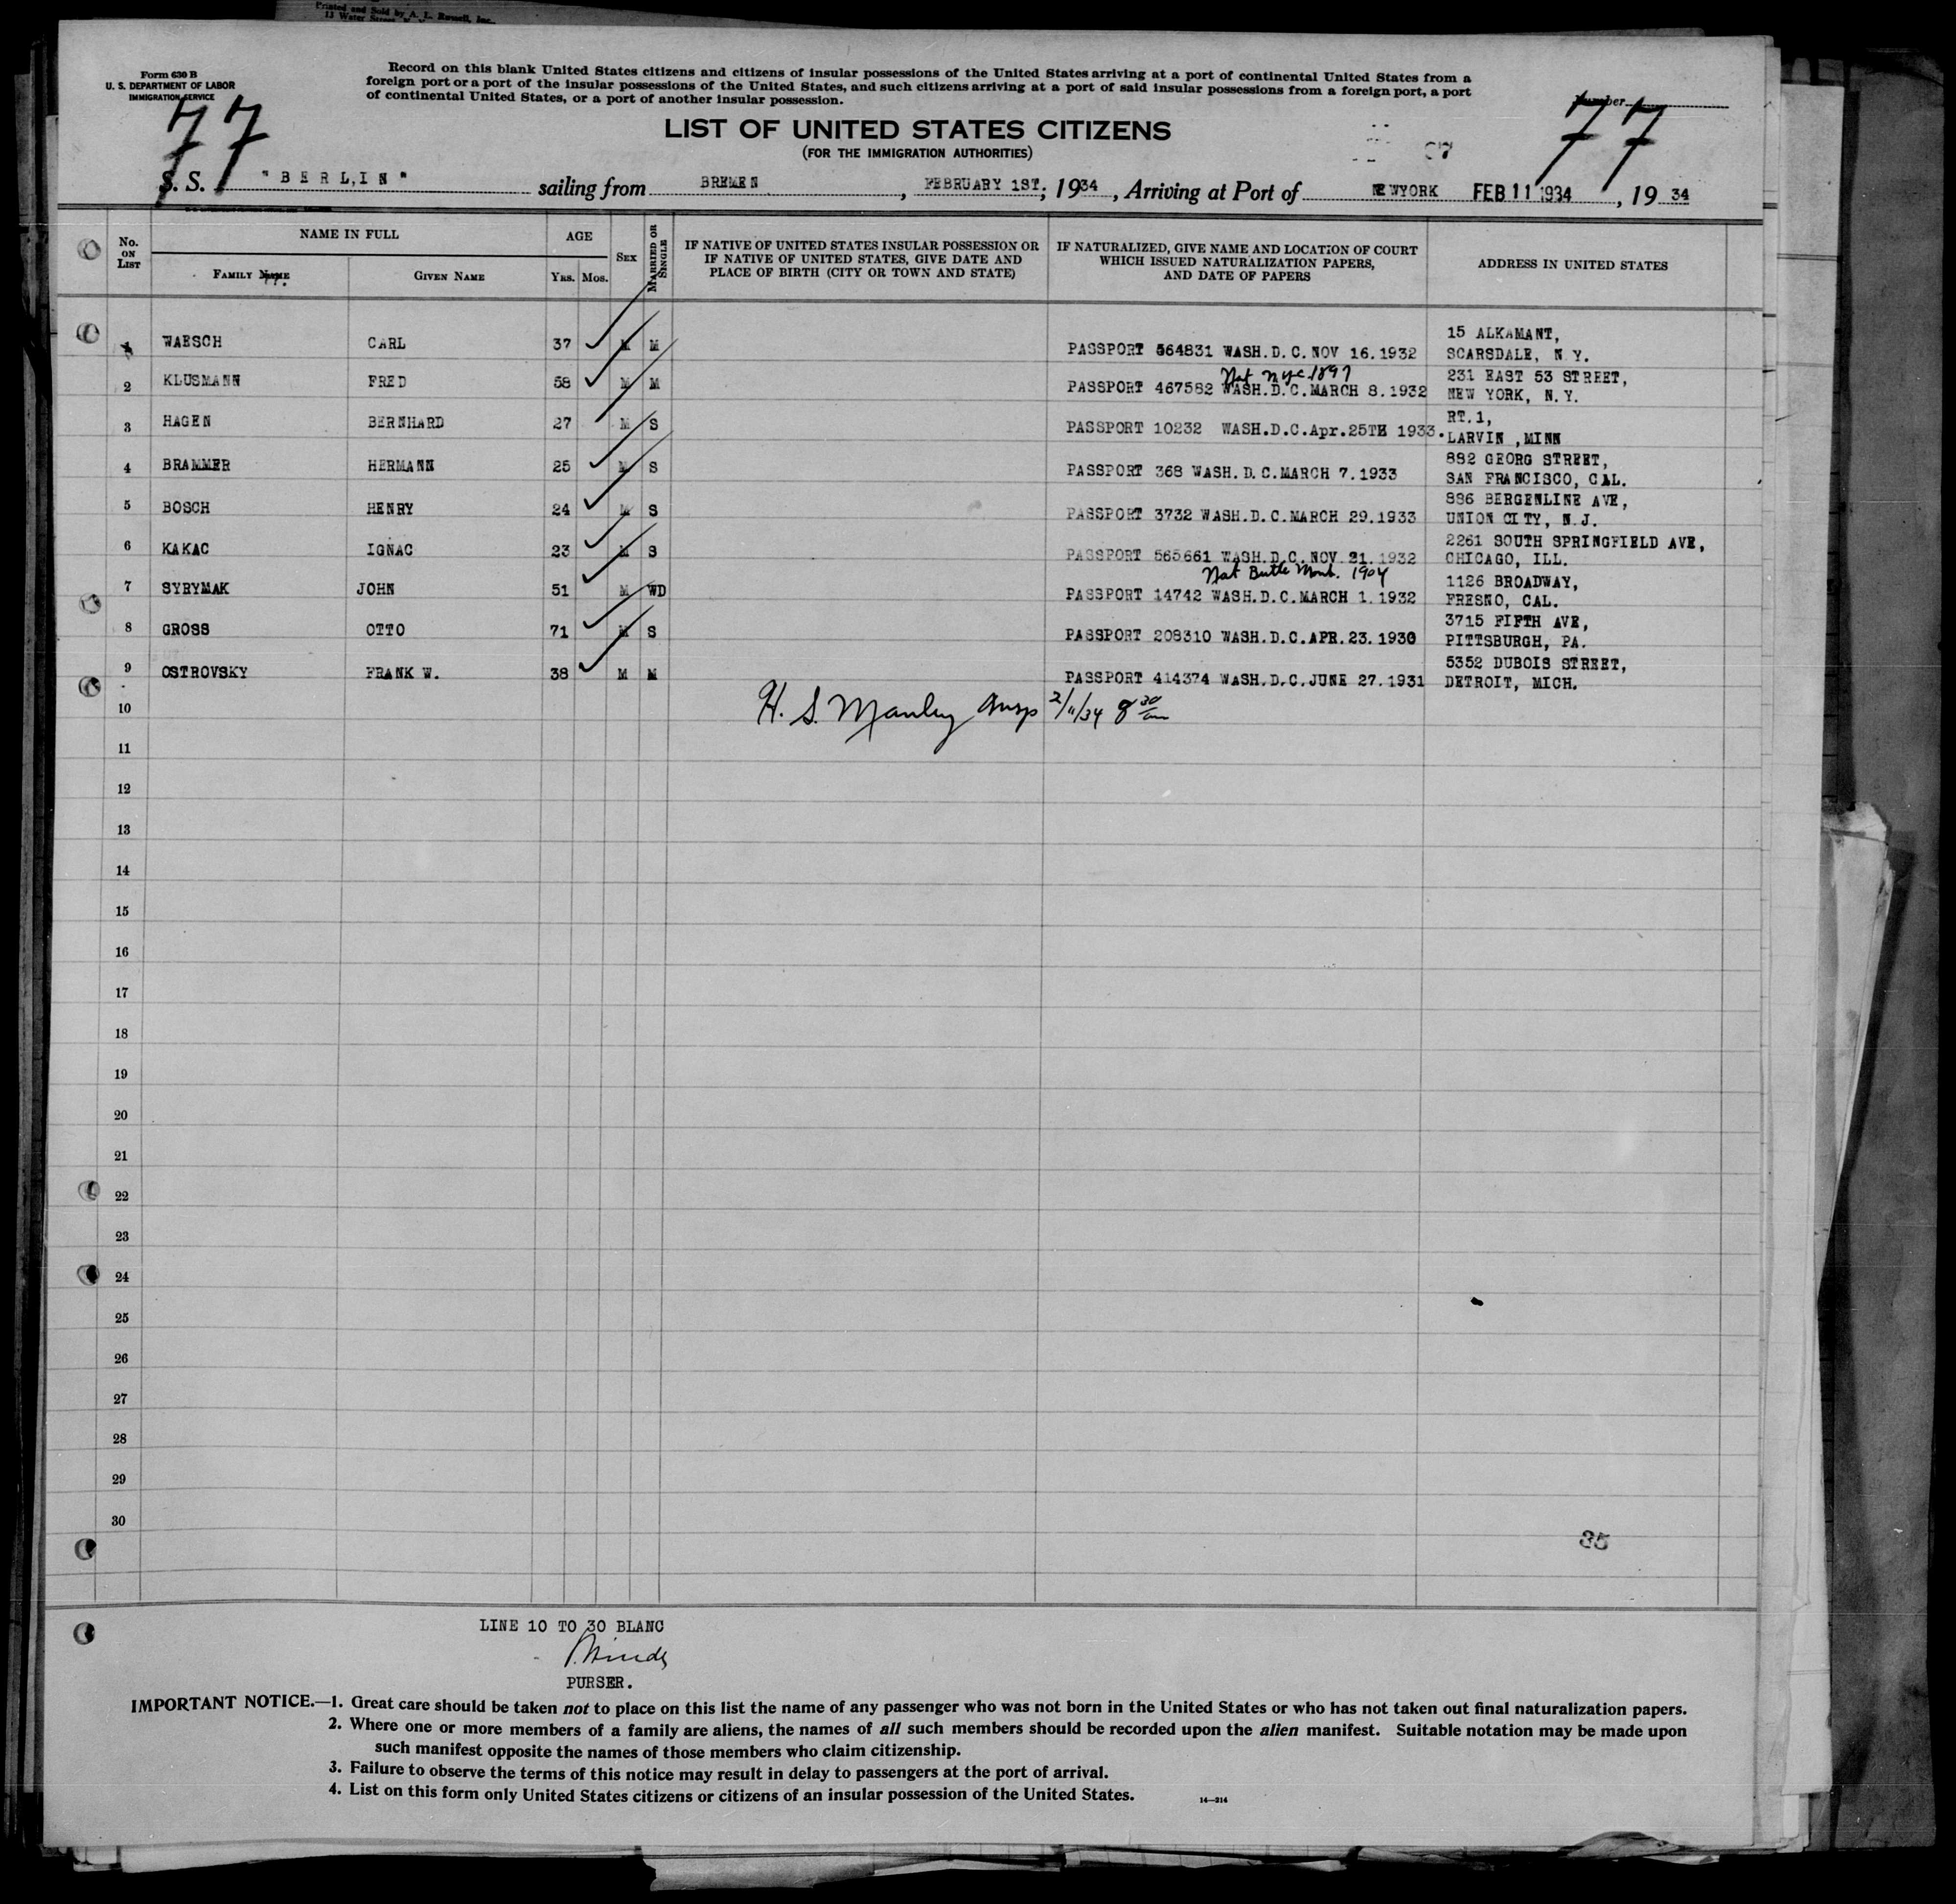 Printed and Sold by A. L. Russell, Inc.,
Form 630 B
U. S. DEPARTMENT OF LABOR
IMMIGRATION SERVICE
Record on this blank United States citizens and citizens of insular possessions of the United States arriving at a port of continental United States from a
foreign port or a port of the insular possessions of the United States, and such citizens arriving at a port of said insular possessions from a foreign port, a port
of continental United States, or a port of another insular possession.
Number
77
77
LIST OF UNITED STATES CITIZENS
(FOR THE IMMIGRATION AUTHORITIES)
S. S. "BERLIN" sailing from BREMEN, FEBRUARY 1ST; 1934, Arriving at Port of NEWYORK FEB 11 1934, 19 34
No. ON LIST
NAME IN FULL
FAMILY NAME
GIVEN NAME
AGE
YRS. MOS.
SEX
MARRIED OR SINGLE
IF NATIVE OF UNITED STATES INSULAR POSSESSION OR
IF NATIVE OF UNITED STATES, GIVE DATE AND
PLACE OF BIRTH (CITY OR TOWN AND STATE)
IF NATURALIZED, GIVE NAME AND LOCATION OF COURT
WHICH ISSUED NATURALIZATION PAPERS,
AND DATE OF PAPERS
ADDRESS IN UNITED STATES
1 WAESCH CARL 37 M M PASSPORT 564831 WASH.D.C.NOV 16.1932 15 ALKAMANT,
SCARSDALE, N.Y.
Nat NYC 1897
2 KLUSMANN FRED 58 M M PASSPORT 467582 WASH.D.C.MARCH 8.1932 231 EAST 53 STREET,
NEW YORK, N.Y.
3 HAGEN BERNHARD 27 M S PASSPORT 10232 WASH.D.C.Apr.25TH 1933. RT.1,
LARVIN ,MINN
4 BRAMMER HERMANN 25 M S PASSPORT 368 WASH.D.C.MARCH 7.1933 882 GEORG STREET,
SAN FRANCISCO, CAL.
5 BOSCH HENRY 24 M S PASSPORT 3732 WASH.D.C.MARCH 29.1933 886 BERGENLINE AVE,
UNION CITY, N.J.
6 KAKAC IGNAC 23 M S PASSPORT 565661 WASH.D.C.NOV 21.1932 2261 SOUTH SPRINGFIELD AVE,
CHICAGO, ILL.
Nat Butte Mont. 1904
7 SYRYMAK JOHN 51 M WD PASSPORT 14742 WASH.D.C.MARCH 1.1932 1126 BROADWAY,
FRESNO, CAL.
8 GROSS OTTO 71 M S PASSPORT 208310 WASH.D.C.APR.23.1930 3715 FIFTH AVE,
PITTSBURGH, PA.
9 OSTROVSKY FRANK W. 38 M M PASSPORT 414374 WASH.D.C.JUNE 27.1931 5352 DUBOIS STREET,
DETROIT, MICH.
10 H. S. Manley Insp 2/11/34 8 30 am
11
12
13
14
15
16
17
18
19
20
21
22
23
24
25
26
27
28
29
30
35
LINE 10 TO 30 BLANC
PURSER.
IMPORTANT NOTICE.—1. Great care should be taken not to place on this list the name of any passenger who was not born in the United States or who has not taken out final naturalization papers.
2. Where one or more members of a family are aliens, the names of all such members should be recorded upon the alien manifest. Suitable notation may be made upon
such manifest opposite the names of those members who claim citizenship.
3. Failure to observe the terms of this notice may result in delay to passengers at the port of arrival.
4. List on this form only United States citizens or citizens of an insular possession of the United States.
14—214